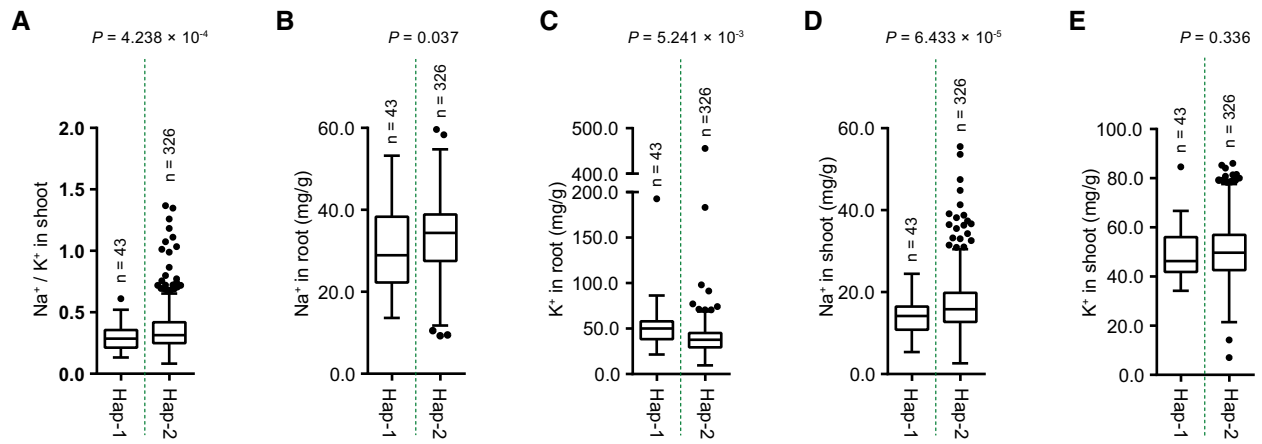 A
P = 4.238 × 10⁻⁴
Na⁺ / K⁺ in shoot
2.0
1.5
1.0
0.5
0.0
n = 43
n = 326
Hap-1
Hap-2
B
P = 0.037
Na⁺ in root (mg/g)
60.0
40.0
20.0
0.0
n = 43
n = 326
Hap-1
Hap-2
C
P = 5.241 × 10⁻³
K⁺ in root (mg/g)
500.0
400.0
200.0
150.0
100.0
50.0
0.0
n = 43
n =326
Hap-1
Hap-2
D
P = 6.433 × 10⁻⁵
Na⁺ in shoot (mg/g)
60.0
40.0
20.0
0.0
n = 43
n = 326
Hap-1
Hap-2
E
P = 0.336
K⁺ in shoot (mg/g)
100.0
80.0
60.0
40.0
20.0
0.0
n = 43
n = 326
Hap-1
Hap-2